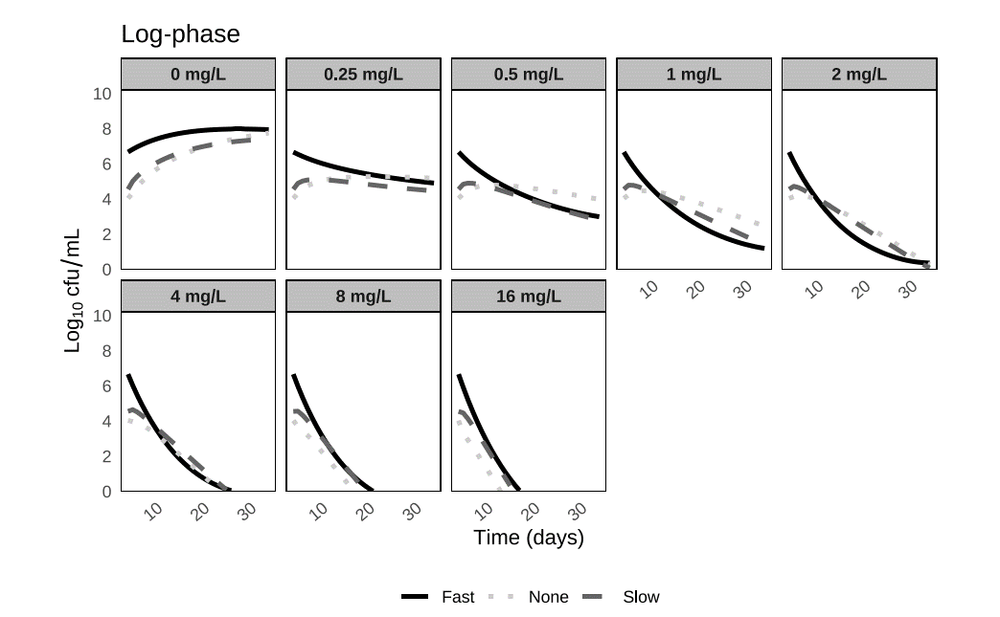 Log-phase
0 mg/L 0.25 mg/L 0.5 mg/L 1 mg/L 2 mg/L
10
8
6
4
2
0
10 20 30 10 20 30
Log10 cfu/mL
4 mg/L 8 mg/L 16 mg/L
10
8
6
4
2
0
10 20 30 10 20 30 10 20 30
Time (days)
Fast None Slow